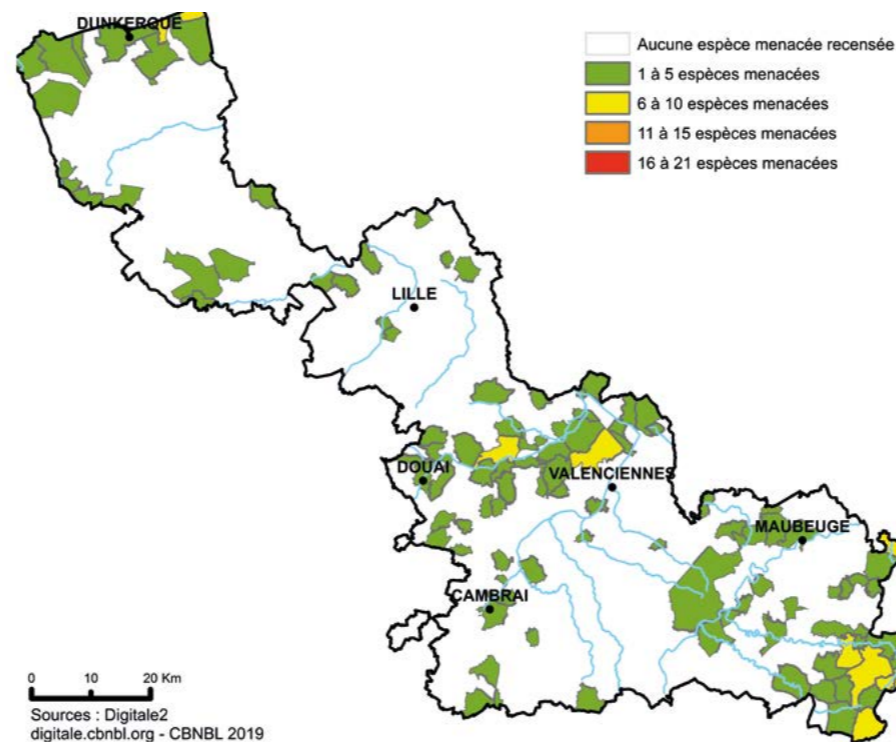 DUNKERQUE
Aucune espèce menacée recensée
1 à 5 espèces menacées
6 à 10 espèces menacées
11 à 15 espèces menacées
16 à 21 espèces menacées
LILLE
DOUAI
VALENCIENNES
MAUBEUGE
CAMBRAI
0 10 20 Km
Sources : Digitale2
digitale.cbnbl.org - CBNBL 2019